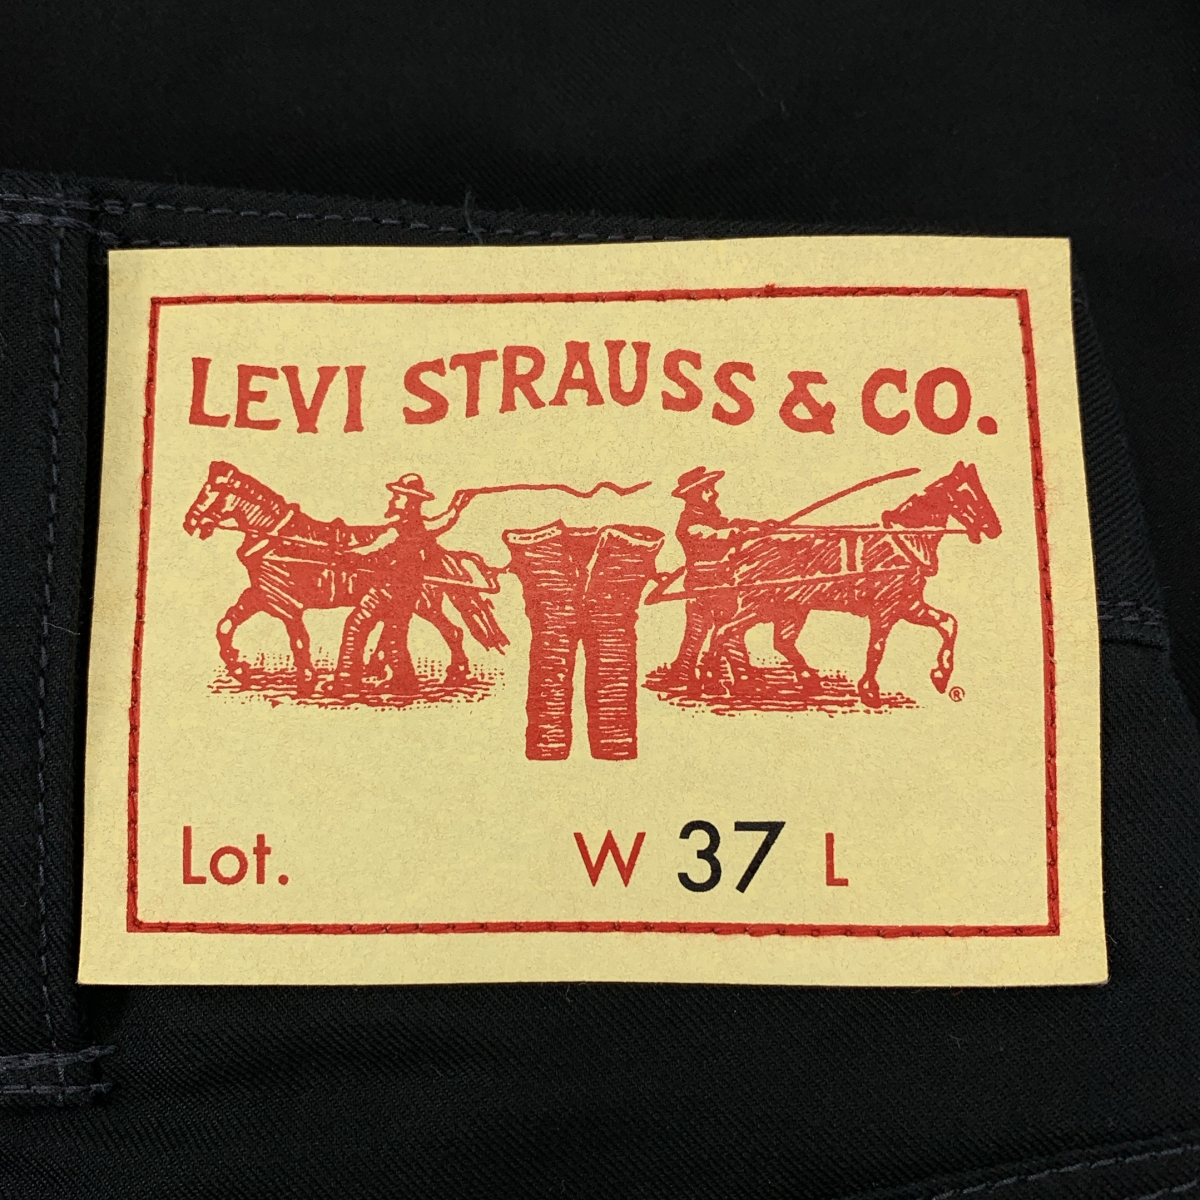 LEVI STRAUSS & CO.
®
Lot. W 37 L